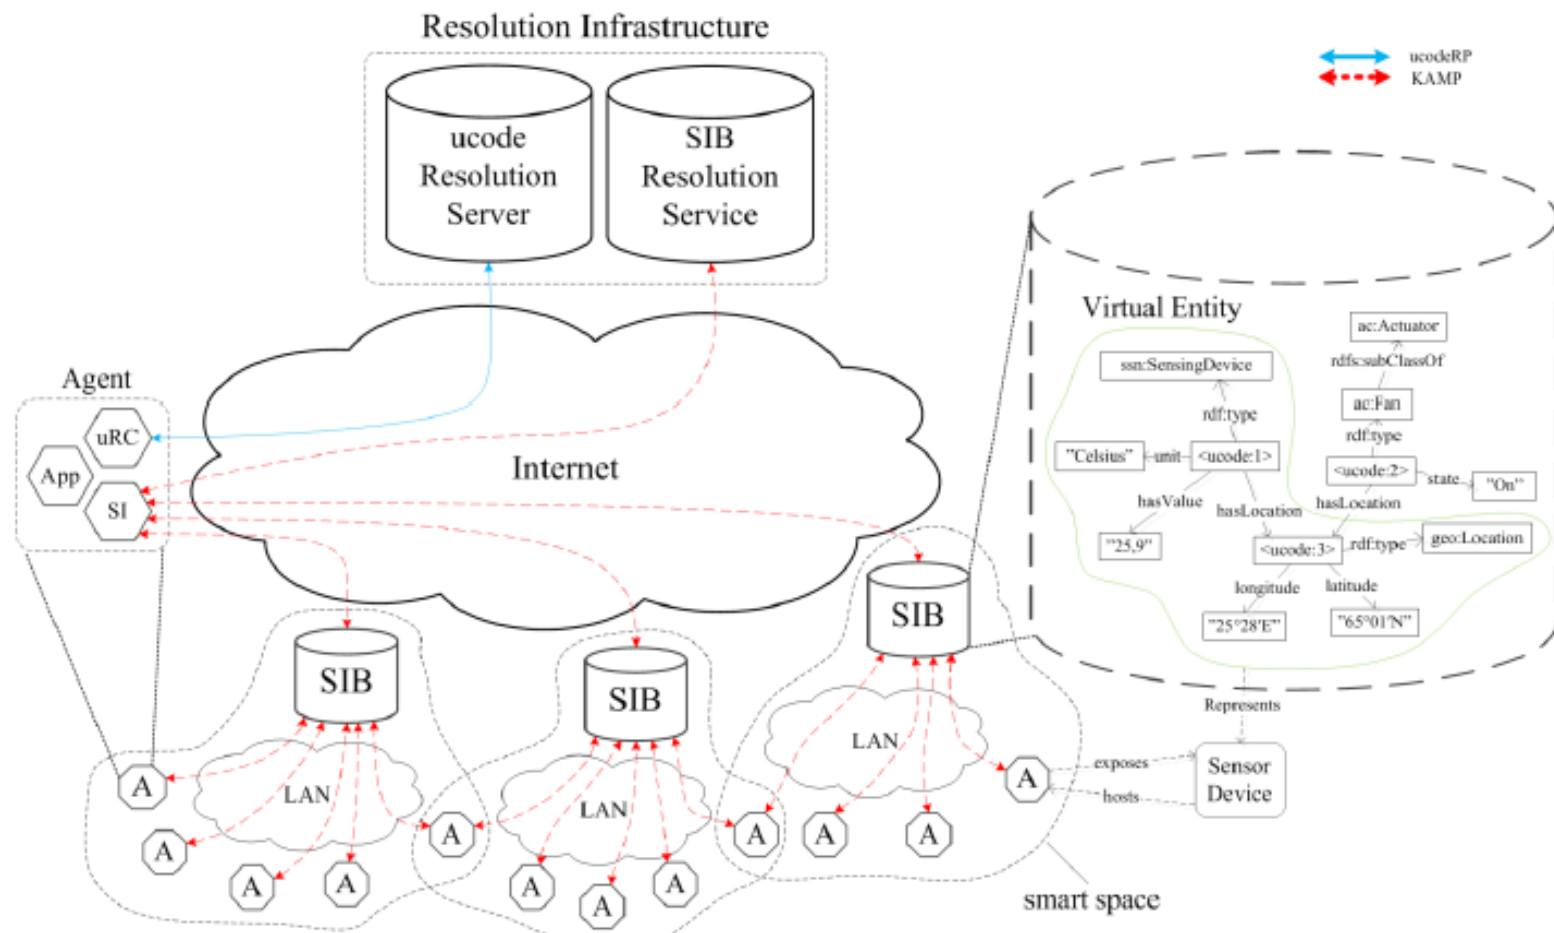 Resolution Infrastructure
ucodeRP
KAMP
ucode
Resolution
Server
SIB
Resolution
Service
Virtual Entity
ac:Actuator
rdfs:subClassOf
ssn:SensingDevice
ac:Fan
rdf:type
rdf:type
"Celsius"
unit
<ucode:1>
<ucode:2>
state
"On"
hasValue
hasLocation
hasLocation
"25,9"
<ucode:3>
rdf:type
geo:Location
longitude
latitude
"25°28'E"
"65°01'N"
Represents
Agent
uRC
App
SI
Internet
SIB
SIB
SIB
LAN
LAN
LAN
A
A
A
A
A
A
A
A
A
A
A
A
exposes
hosts
Sensor
Device
smart space